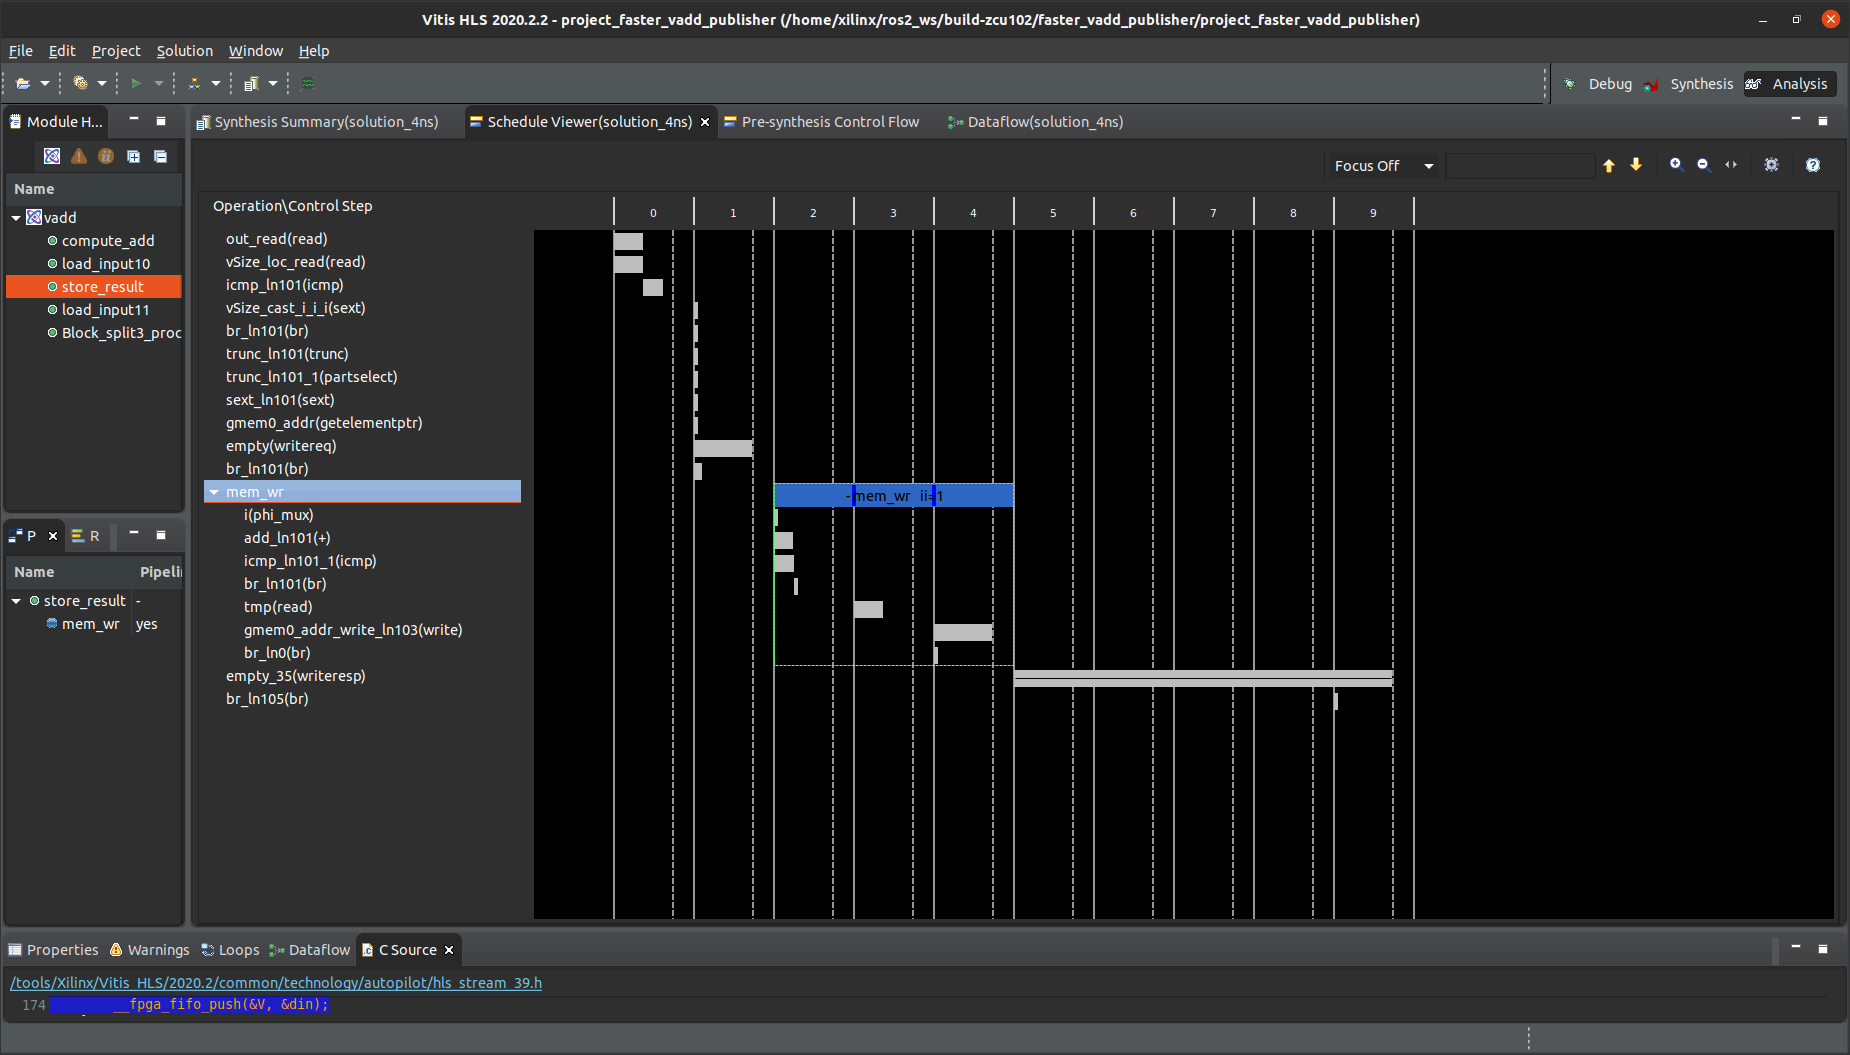 Vitis HLS 2020.2.2 - project_faster_vadd_publisher (/home/xilinx/ros2_ws/build-zcu102/faster_vadd_publisher/project_faster_vadd_publisher)
File Edit Project Solution Window Help
Debug Synthesis Analysis
Module H...
Synthesis Summary(solution_4ns) Schedule Viewer(solution_4ns) Pre-synthesis Control Flow Dataflow(solution_4ns)
Focus Off
Name
vadd
compute_add
load_input10
store_result
load_input11
Block_split3_proc
Operation\Control Step 0 1 2 3 4 5 6 7 8 9
out_read(read)
vSize_loc_read(read)
icmp_ln101(icmp)
vSize_cast_i_i_i(sext)
br_ln101(br)
trunc_ln101(trunc)
trunc_ln101_1(partselect)
sext_ln101(sext)
gmem0_addr(getelementptr)
empty(writereq)
br_ln101(br)
mem_wr -mem_wr ii=1
i(phi_mux)
add_ln101(+)
icmp_ln101_1(icmp)
br_ln101(br)
tmp(read)
gmem0_addr_write_ln103(write)
br_ln0(br)
empty_35(writeresp)
br_ln105(br)
P R
Name Pipeli
store_result -
mem_wr yes
Properties Warnings Loops Dataflow C Source
/tools/Xilinx/Vitis_HLS/2020.2/common/technology/autopilot/hls_stream_39.h
174 __fpga_fifo_push(&V, &din);